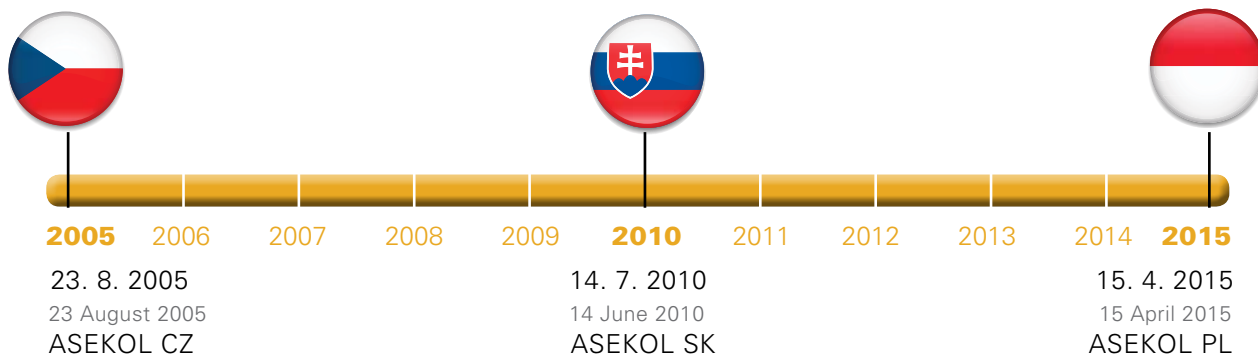 2005 2006 2007 2008 2009 2010 2011 2012 2013 2014 2015
23. 8. 2005 14. 7. 2010 15. 4. 2015
23 August 2005 14 June 2010 15 April 2015
ASEKOL CZ ASEKOL SK ASEKOL PL